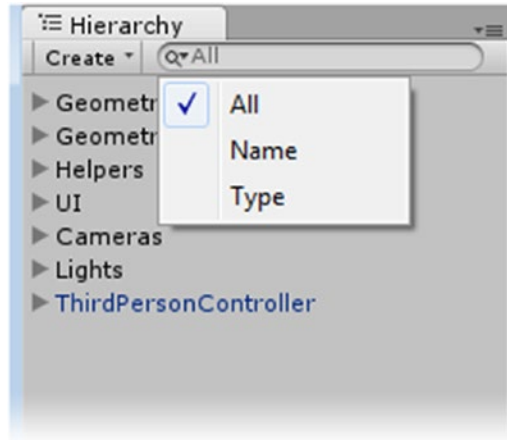 Hierarchy
Create
All
Geometr
All
Geometr
Name
Helpers
UI
Type
Cameras
Lights
ThirdPersonController